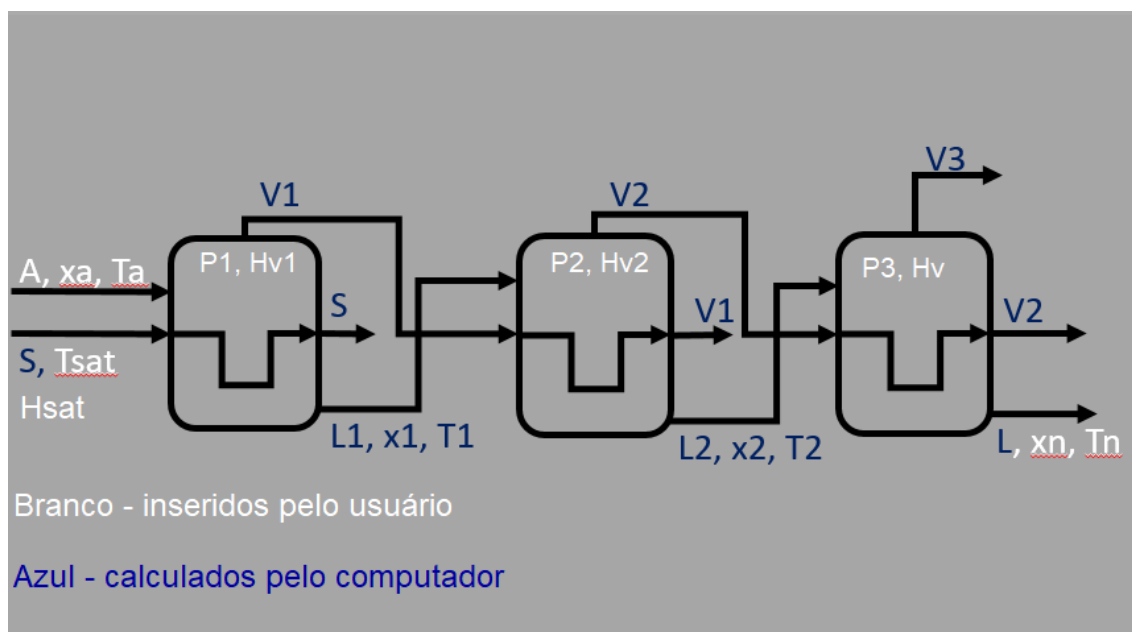 V3
V1
V2
P1, Hv1
P2, Hv2
P3, Hv
A, xa, Ta
S
V1
V2
S, Tsat
Hsat
L1, x1, T1
L2, x2, T2
L, xn, Tn
Branco - inseridos pelo usuário
Azul - calculados pelo computador